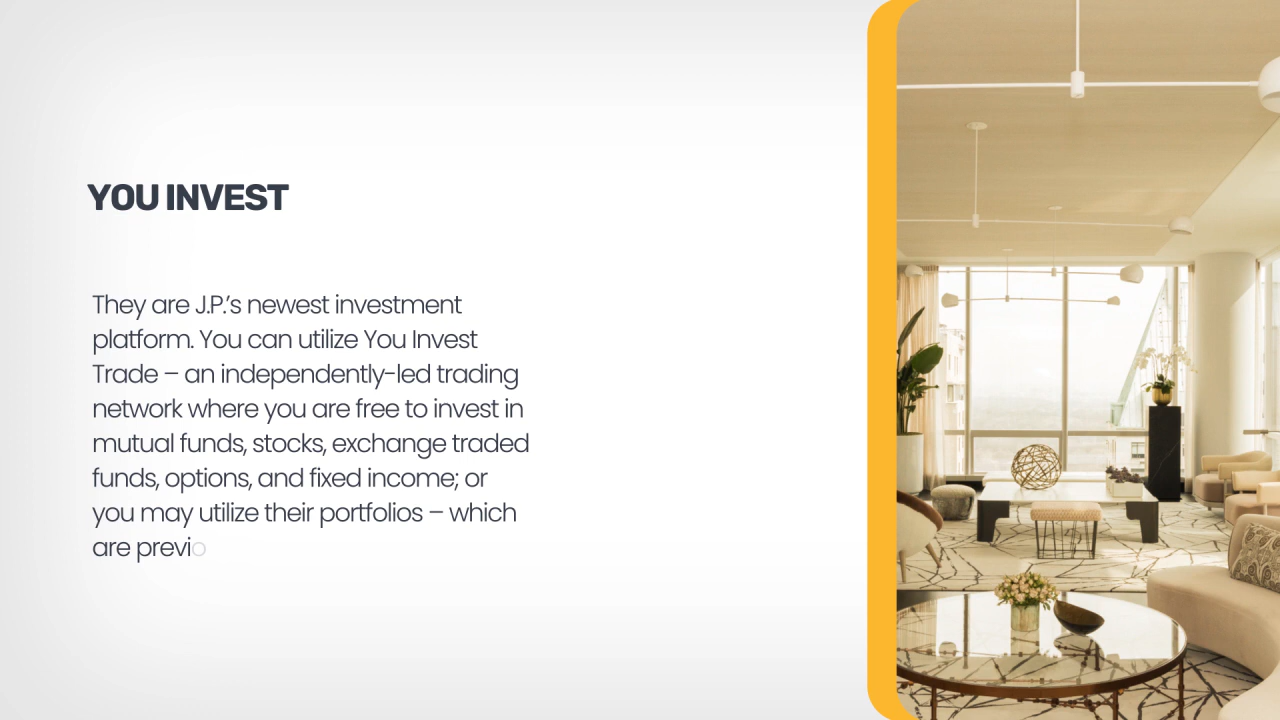 YOU INVEST
They are J.P.'s newest investment
platform. You can utilize You Invest
Trade – an independently-led trading
network where you are free to invest in
mutual funds, stocks, exchange traded
funds, options, and fixed income; or
you may utilize their portfolios – which
are previo